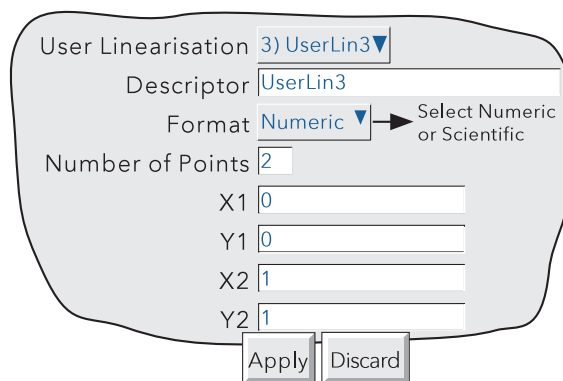 User Linearisation 3) UserLin3
Descriptor UserLin3
Format Numeric Select Numeric
or Scientific
Number of Points 2
X1 0
Y1 0
X2 1
Y2 1
Apply Discard